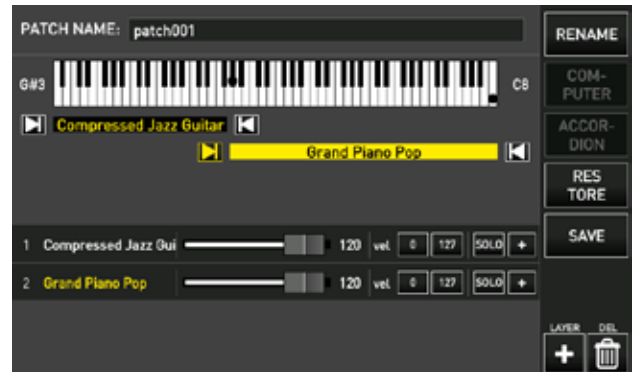 PATCH NAME: patch001
RENAME
COM-
PUTER
G#3
C8
ACCOR-
DION
Compressed Jazz Guitar
Grand Piano Pop
RES
TORE
SAVE
1 Compressed Jazz Gui 120 vel 0 127 SOLO +
2 Grand Piano Pop 120 vel 0 127 SOLO +
LAYER DEL
+